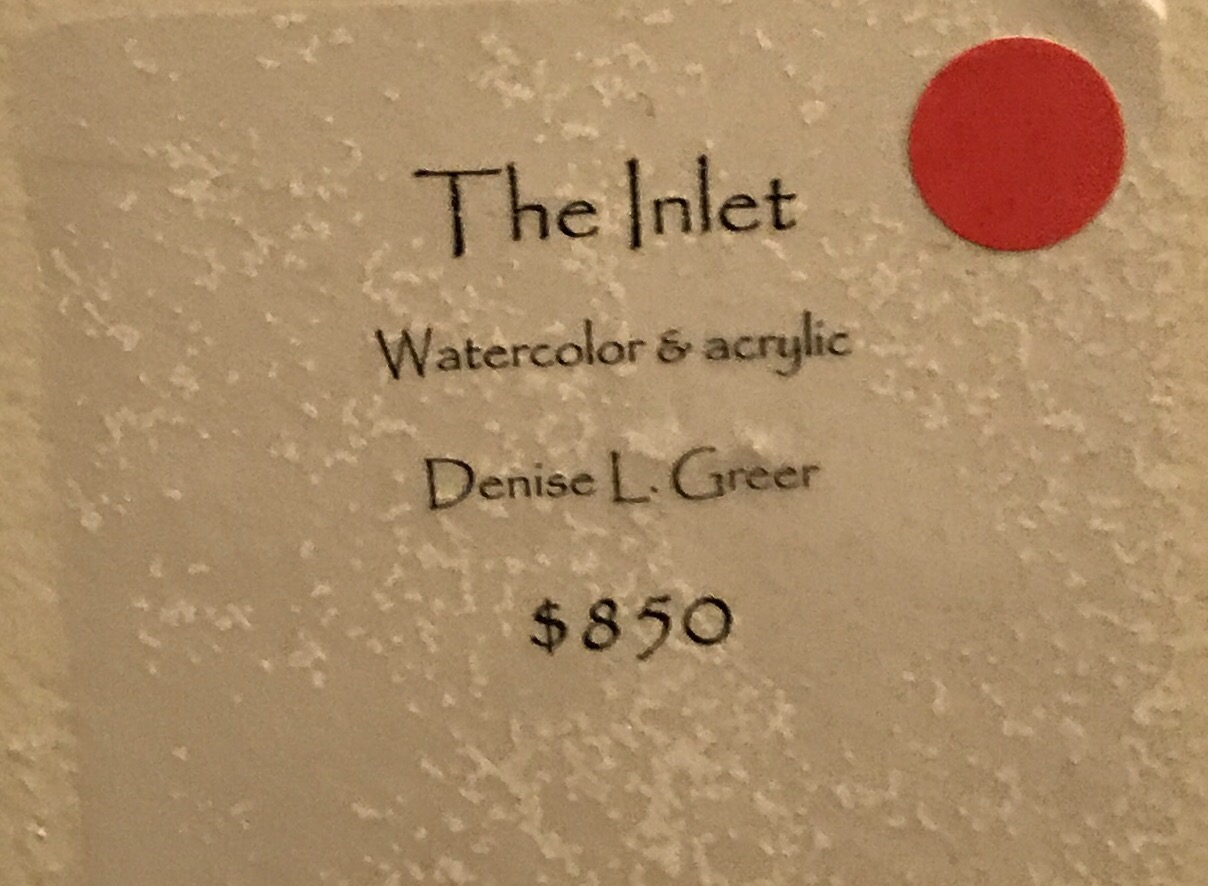 The Inlet
Watercolor & acrylic
Denise L. Greer
$850